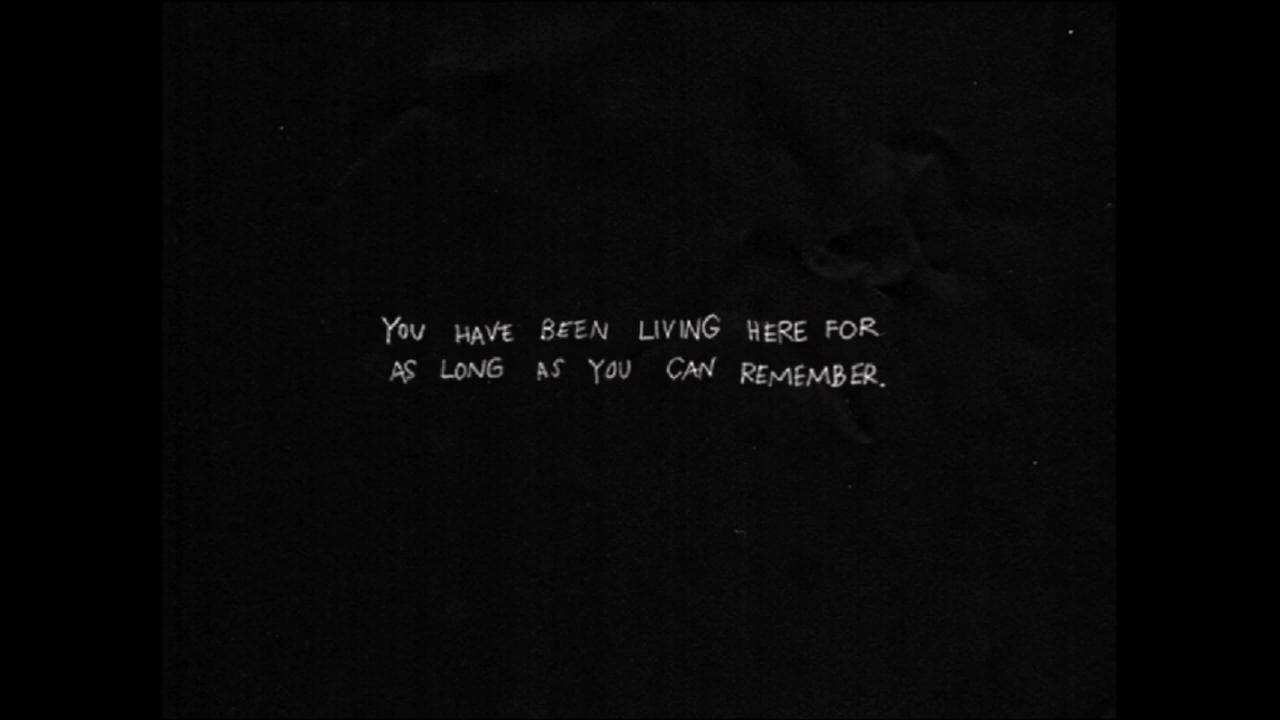 YOU HAVE BEEN LIVING HERE FOR
AS LONG AS YOU CAN REMEMBER.